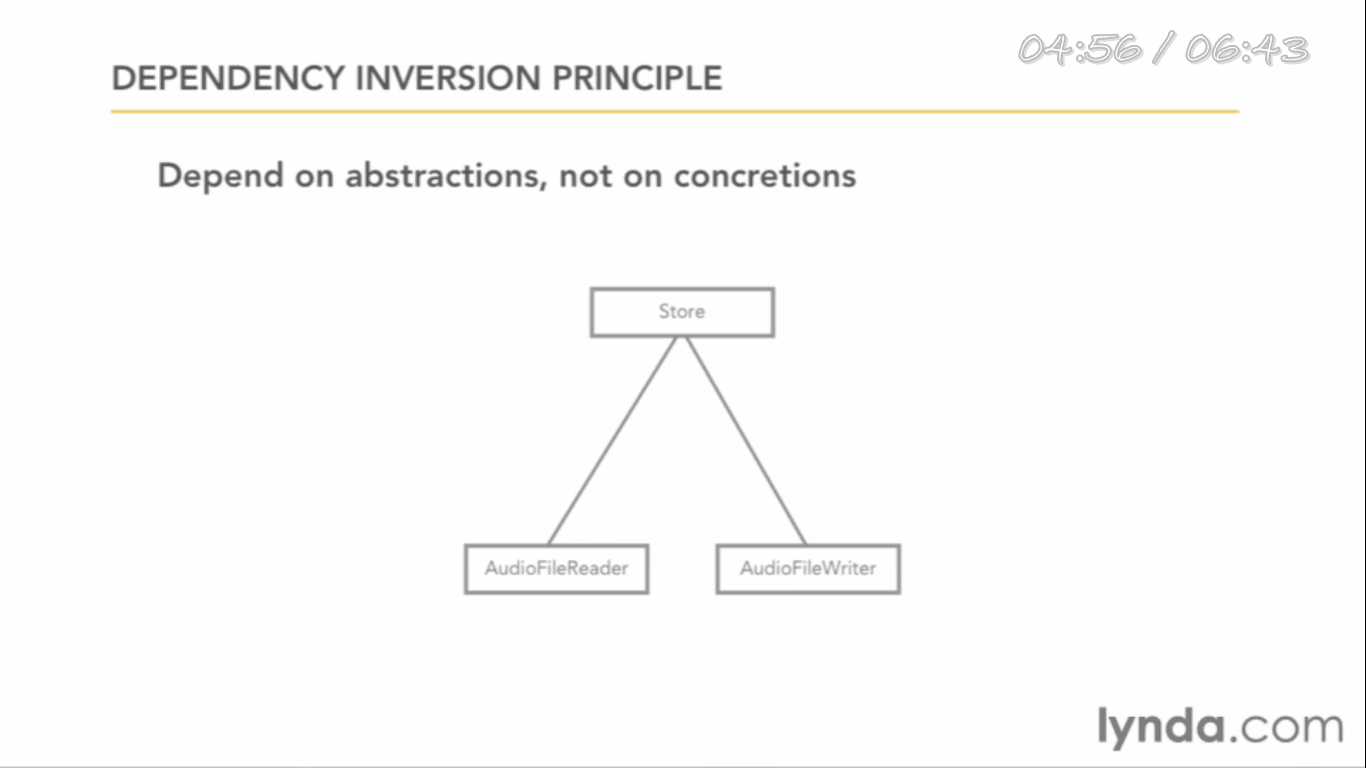 04:56 / 06:43
DEPENDENCY INVERSION PRINCIPLE
Depend on abstractions, not on concretions
Store
AudioFileReader
AudioFileWriter
lynda.com